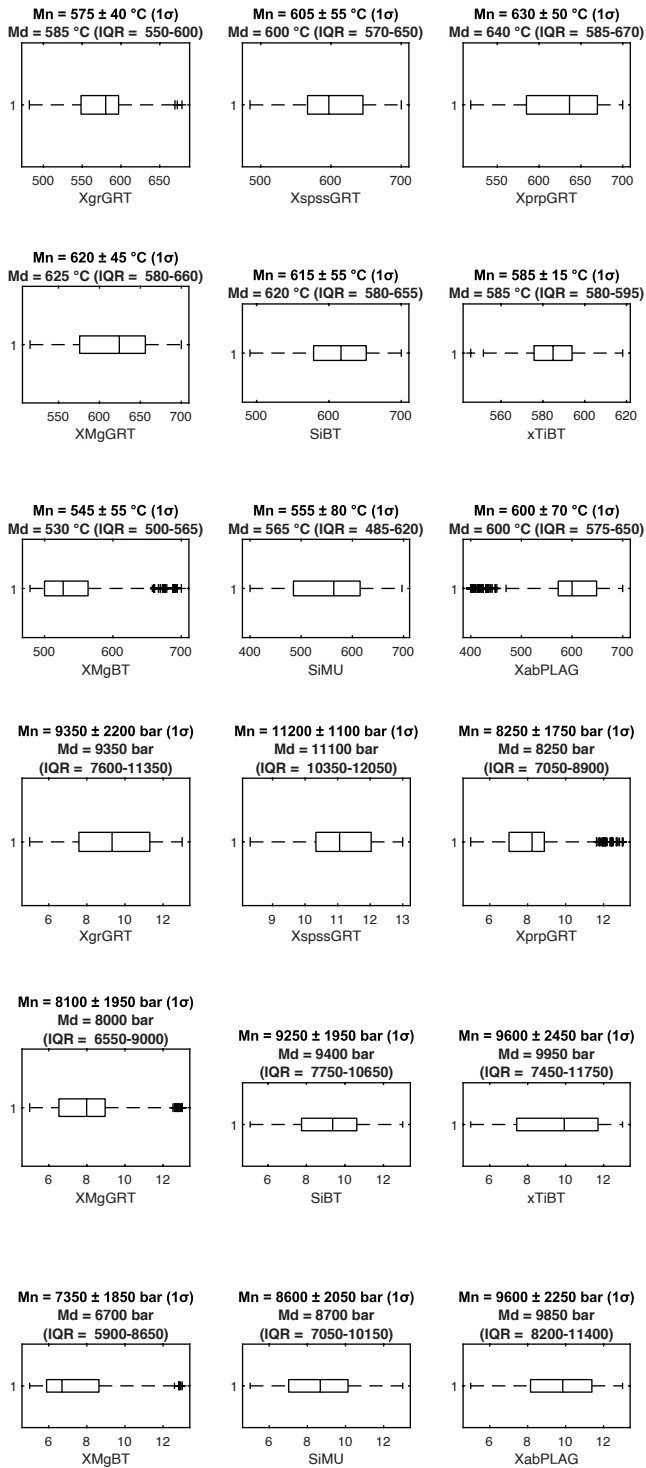 Mn = 575 ± 40 °C (1σ)
Md = 585 °C (IQR = 550-600)
1
500 550 600 650
XgrGRT
Mn = 605 ± 55 °C (1σ)
Md = 600 °C (IQR = 570-650)
1
500 600 700
XspssGRT
Mn = 630 ± 50 °C (1σ)
Md = 640 °C (IQR = 585-670)
1
550 600 650 700
XprpGRT
Mn = 620 ± 45 °C (1σ)
Md = 625 °C (IQR = 580-660)
1
550 600 650 700
XMgGRT
Mn = 615 ± 55 °C (1σ)
Md = 620 °C (IQR = 580-655)
1
500 600 700
SiBT
Mn = 585 ± 15 °C (1σ)
Md = 585 °C (IQR = 580-595)
1
560 580 600 620
xTiBT
Mn = 545 ± 55 °C (1σ)
Md = 530 °C (IQR = 500-565)
1
500 600 700
XMgBT
Mn = 555 ± 80 °C (1σ)
Md = 565 °C (IQR = 485-620)
1
400 500 600 700
SiMU
Mn = 600 ± 70 °C (1σ)
Md = 600 °C (IQR = 575-650)
1
400 500 600 700
XabPLAG
Mn = 9350 ± 2200 bar (1σ)
Md = 9350 bar
(IQR = 7600-11350)
1
6 8 10 12
XgrGRT
Mn = 11200 ± 1100 bar (1σ)
Md = 11100 bar
(IQR = 10350-12050)
1
9 10 11 12 13
XspssGRT
Mn = 8250 ± 1750 bar (1σ)
Md = 8250 bar
(IQR = 7050-8900)
1
6 8 10 12
XprpGRT
Mn = 8100 ± 1950 bar (1σ)
Md = 8000 bar
(IQR = 6550-9000)
1
6 8 10 12
XMgGRT
Mn = 9250 ± 1950 bar (1σ)
Md = 9400 bar
(IQR = 7750-10650)
1
6 8 10 12
SiBT
Mn = 9600 ± 2450 bar (1σ)
Md = 9950 bar
(IQR = 7450-11750)
1
6 8 10 12
xTiBT
Mn = 7350 ± 1850 bar (1σ)
Md = 6700 bar
(IQR = 5900-8650)
1
6 8 10 12
XMgBT
Mn = 8600 ± 2050 bar (1σ)
Md = 8700 bar
(IQR = 7050-10150)
1
6 8 10 12
SiMU
Mn = 9600 ± 2250 bar (1σ)
Md = 9850 bar
(IQR = 8200-11400)
1
6 8 10 12
XabPLAG